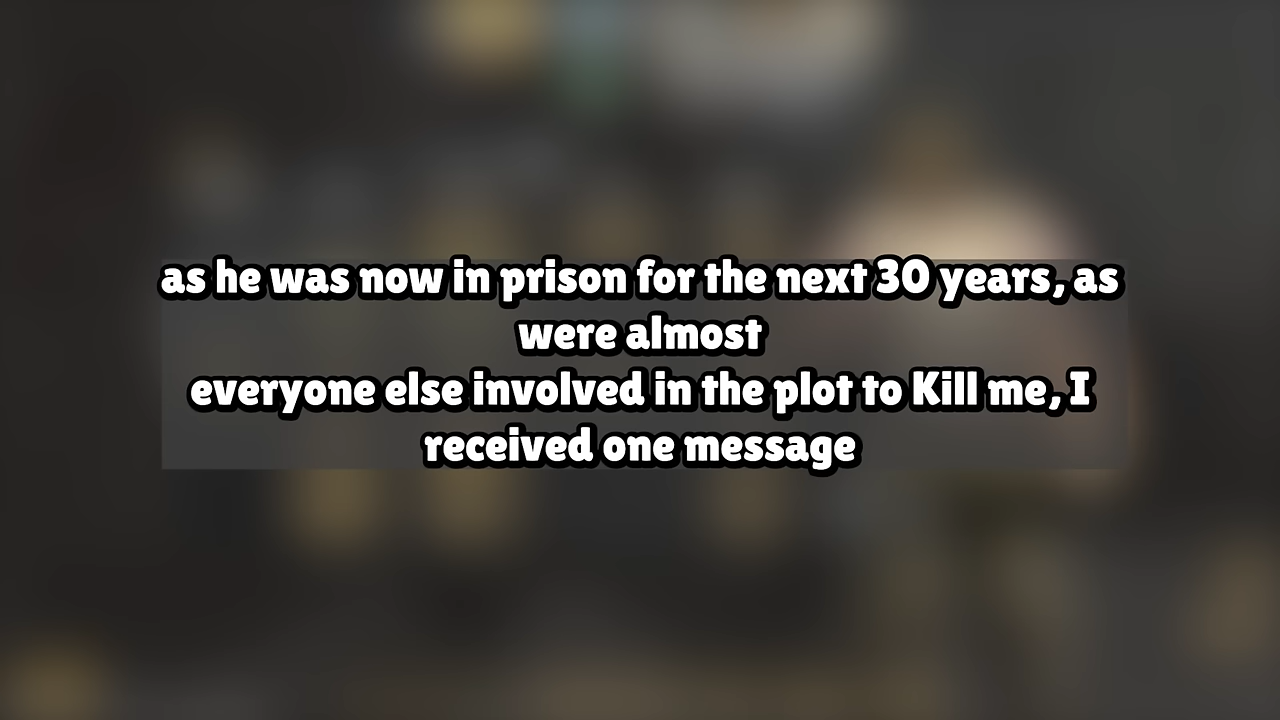 as he was now in prison for the next 30 years, as
were almost
everyone else involved in the plot to Kill me, I
received one message